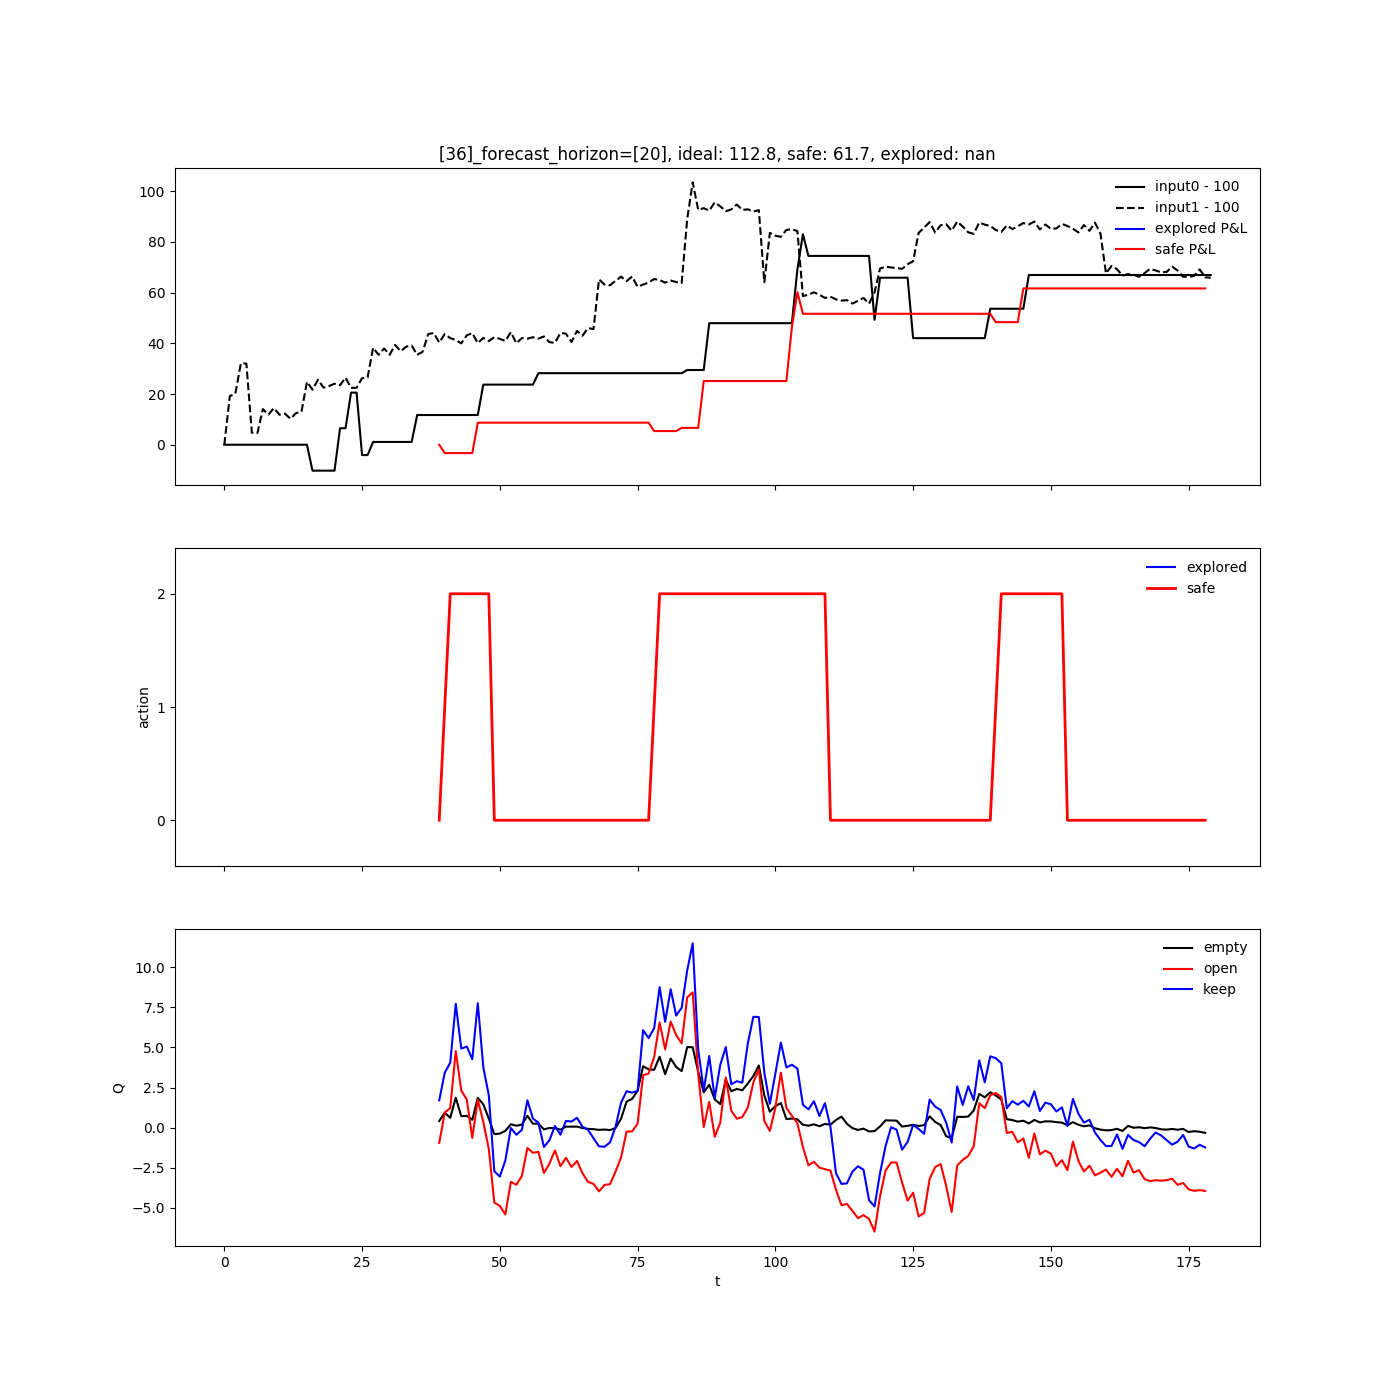 [36]_forecast_horizon=[20], ideal: 112.8, safe: 61.7, explored: nan
100
80
60
40
20
0
input0 - 100
input1 - 100
explored P&L
safe P&L
action
2
1
0
explored
safe
Q
10.0
7.5
5.0
2.5
0.0
−2.5
−5.0
empty
open
keep
0 25 50 75 100 125 150 175
t